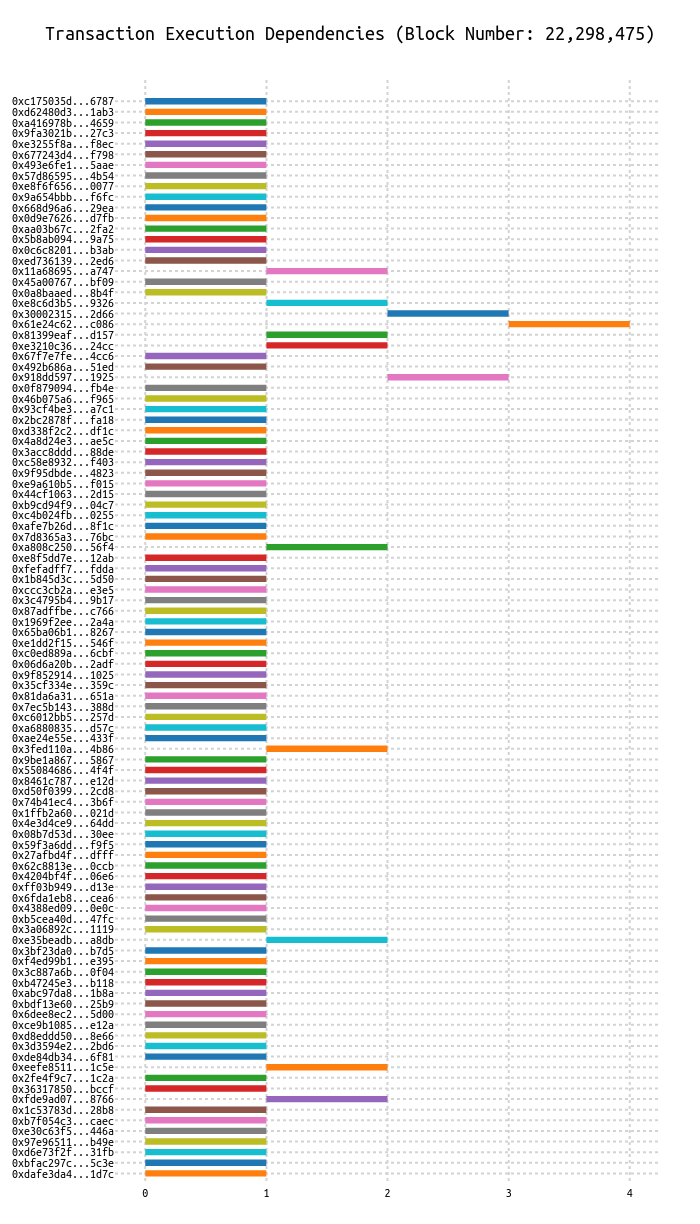 Transaction Execution Dependencies (Block Number: 22,298,475)
0xc175035d...6787
0xd62480d3...1ab3
0xa416978b...4659
0x9fa3021b...27c3
0xe3255f8a...f8ec
0x677243d4...f798
0x493e6fe1...5aae
0x57d86595...4b54
0xe8f6f656...0077
0x9a654bbb...f6fc
0x668d96a6...29ea
0x0d9e7626...d7fb
0xaa03b67c...2fa2
0x5b8ab094...9a75
0x0c6c8201...b3ab
0xed736139...2ed6
0x11a68695...a747
0x45a00767...bf09
0x0a8baaed...8b4f
0xe8c6d3b5...9326
0x30002315...2d66
0x61e24c62...c086
0x81399eaf...d157
0xe3210c36...24cc
0x67f7e7fe...4cc6
0x492b686a...51ed
0x918dd597...1925
0x0f879094...fb4e
0x46b075a6...f965
0x93cf4be3...a7c1
0x2bc2878f...fa18
0xd338f2c2...df1c
0x4a8d24e3...ae5c
0x3acc8ddd...88de
0xc58e8932...f403
0x9f95dbde...4823
0xe9a610b5...f015
0x44cf1063...2d15
0xb9cd94f9...04c7
0xc4b024fb...0255
0xafe7b26d...8f1c
0x7d8365a3...76bc
0xa808c250...56f4
0xe8f5dd7e...12ab
0xfefadff7...fdda
0x1b845d3c...5d50
0xccc3cb2a...e3e5
0x3c4795b4...9b17
0x87adffbe...c766
0x1969f2ee...2a4a
0x65ba06b1...8267
0xe1dd2f15...546f
0xc0ed889a...6cbf
0x06d6a20b...2adf
0x9f852914...1025
0x35cf334e...359c
0x81da6a31...651a
0x7ec5b143...388d
0xc6012bb5...257d
0xa6880835...d57c
0xae24e55e...433f
0x3fed110a...4b86
0x9be1a867...5867
0x55084686...4f4f
0x8461c787...e12d
0xd50f0399...2cd8
0x74b41ec4...3b6f
0x1ffb2a60...021d
0x4e3d4ce9...64dd
0x08b7d53d...30ee
0x59f3a6dd...f9f5
0x27afbd4f...dfff
0x62c8813e...0ccb
0x4204bf4f...06e6
0xff03b949...d13e
0x6fda1eb8...cea6
0x4388ed09...0e0c
0xb5cea40d...47fc
0x3a06892c...1119
0xe35beadb...a8db
0x3bf23da0...b7d5
0xf4ed99b1...e395
0x3c887a6b...0f04
0xb47245e3...b118
0xabc97da8...1b8a
0xbdf13e60...25b9
0x6dee8ec2...5d00
0xce9b1085...e12a
0xd8eddd50...8e66
0x3d3594e2...2bd6
0xde84db34...6f81
0xeefe8511...1c5e
0x2fe4f9c7...1c2a
0x36317850...bccf
0xfde9ad07...8766
0x1c53783d...28b8
0xb7f054c3...caec
0xe30c63f5...446a
0x97e96511...b49e
0xd6e73f2f...31fb
0xbfac297c...5c3e
0xdafe3da4...1d7c
0 1 2 3 4